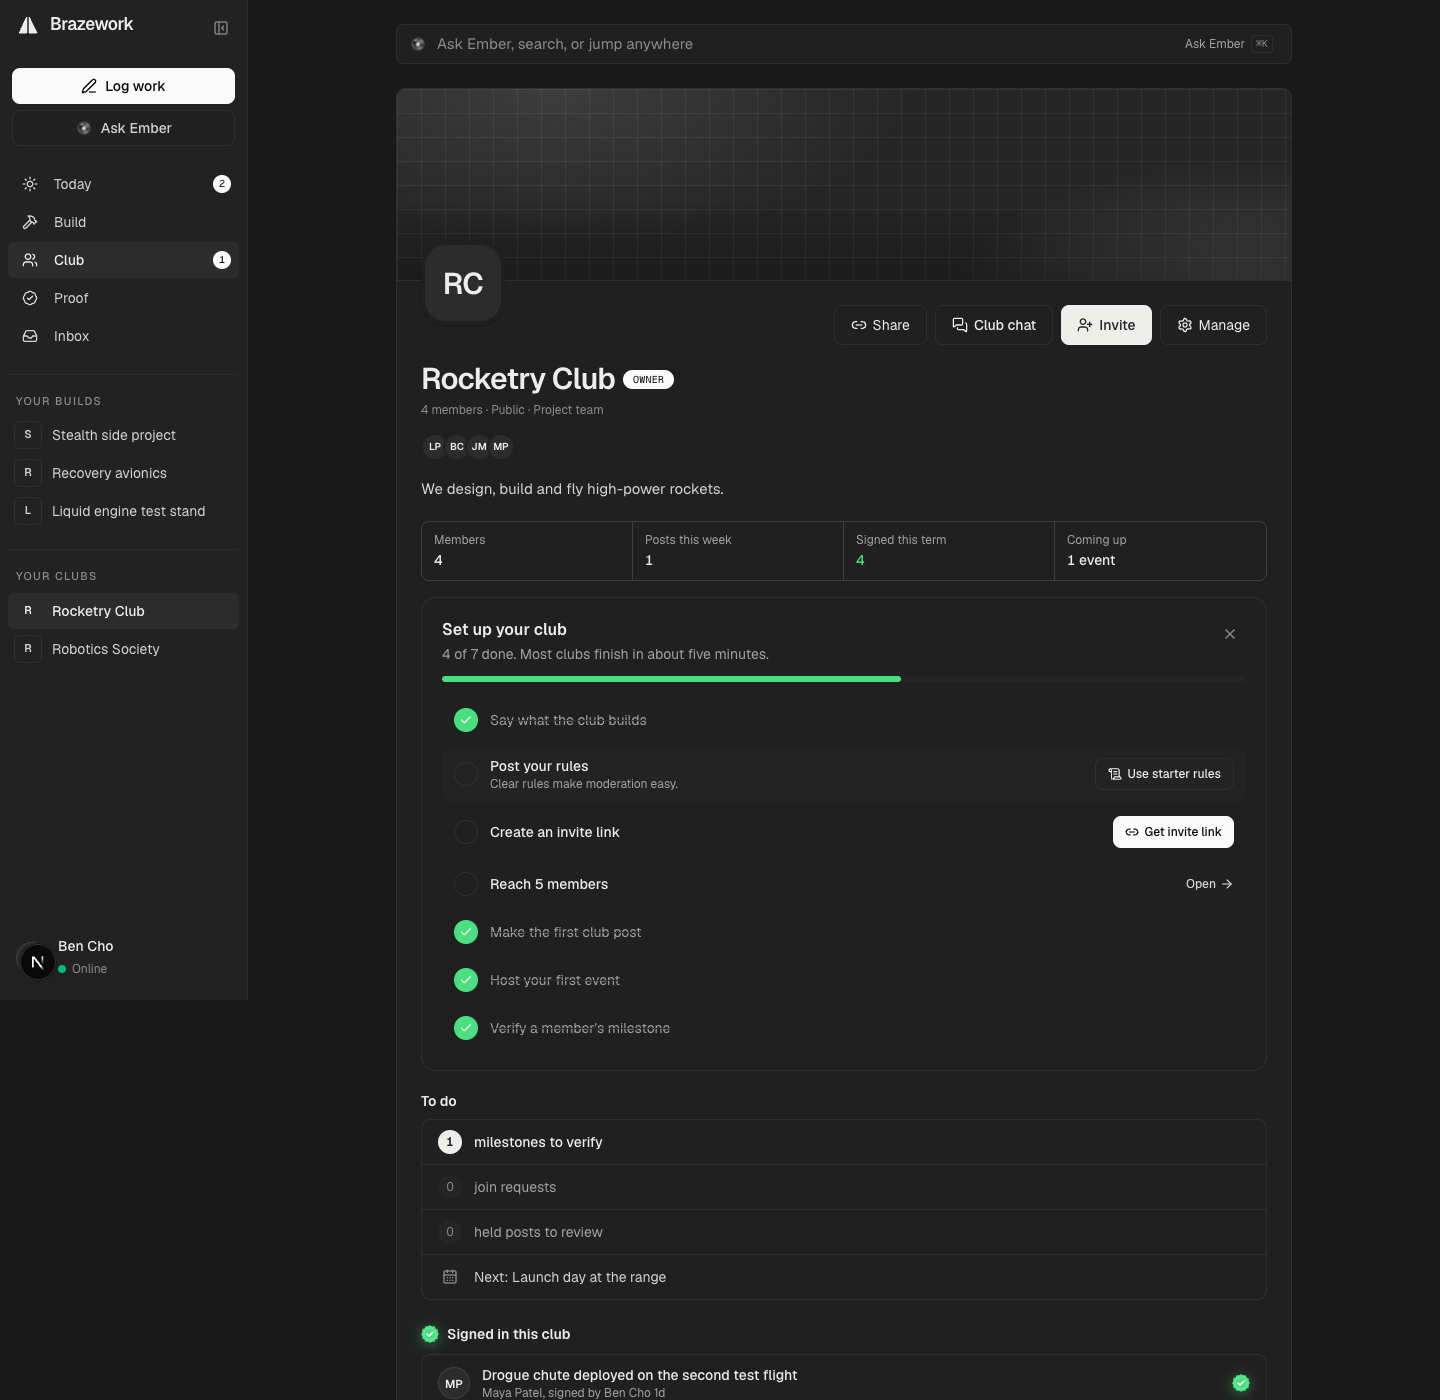 Brazework
Log work
Ask Ember
Today 2
Build
Club 1
Proof
Inbox
YOUR BUILDS
S Stealth side project
R Recovery avionics
L Liquid engine test stand
YOUR CLUBS
R Rocketry Club
R Robotics Society
N
Ben Cho
Online
Ask Ember, search, or jump anywhere Ask Ember ⌘K
RC
Share Club chat Invite Manage
Rocketry Club OWNER
4 members · Public · Project team
LP BC JM MP
We design, build and fly high-power rockets.
Members Posts this week Signed this term Coming up
4 1 4 1 event
Set up your club
4 of 7 done. Most clubs finish in about five minutes.
Say what the club builds
Post your rules
Clear rules make moderation easy.
Use starter rules
Create an invite link Get invite link
Reach 5 members Open →
Make the first club post
Host your first event
Verify a member's milestone
To do
1 milestones to verify
0 join requests
0 held posts to review
Next: Launch day at the range
Signed in this club
MP Drogue chute deployed on the second test flight
Maya Patel, signed by Ben Cho 1d